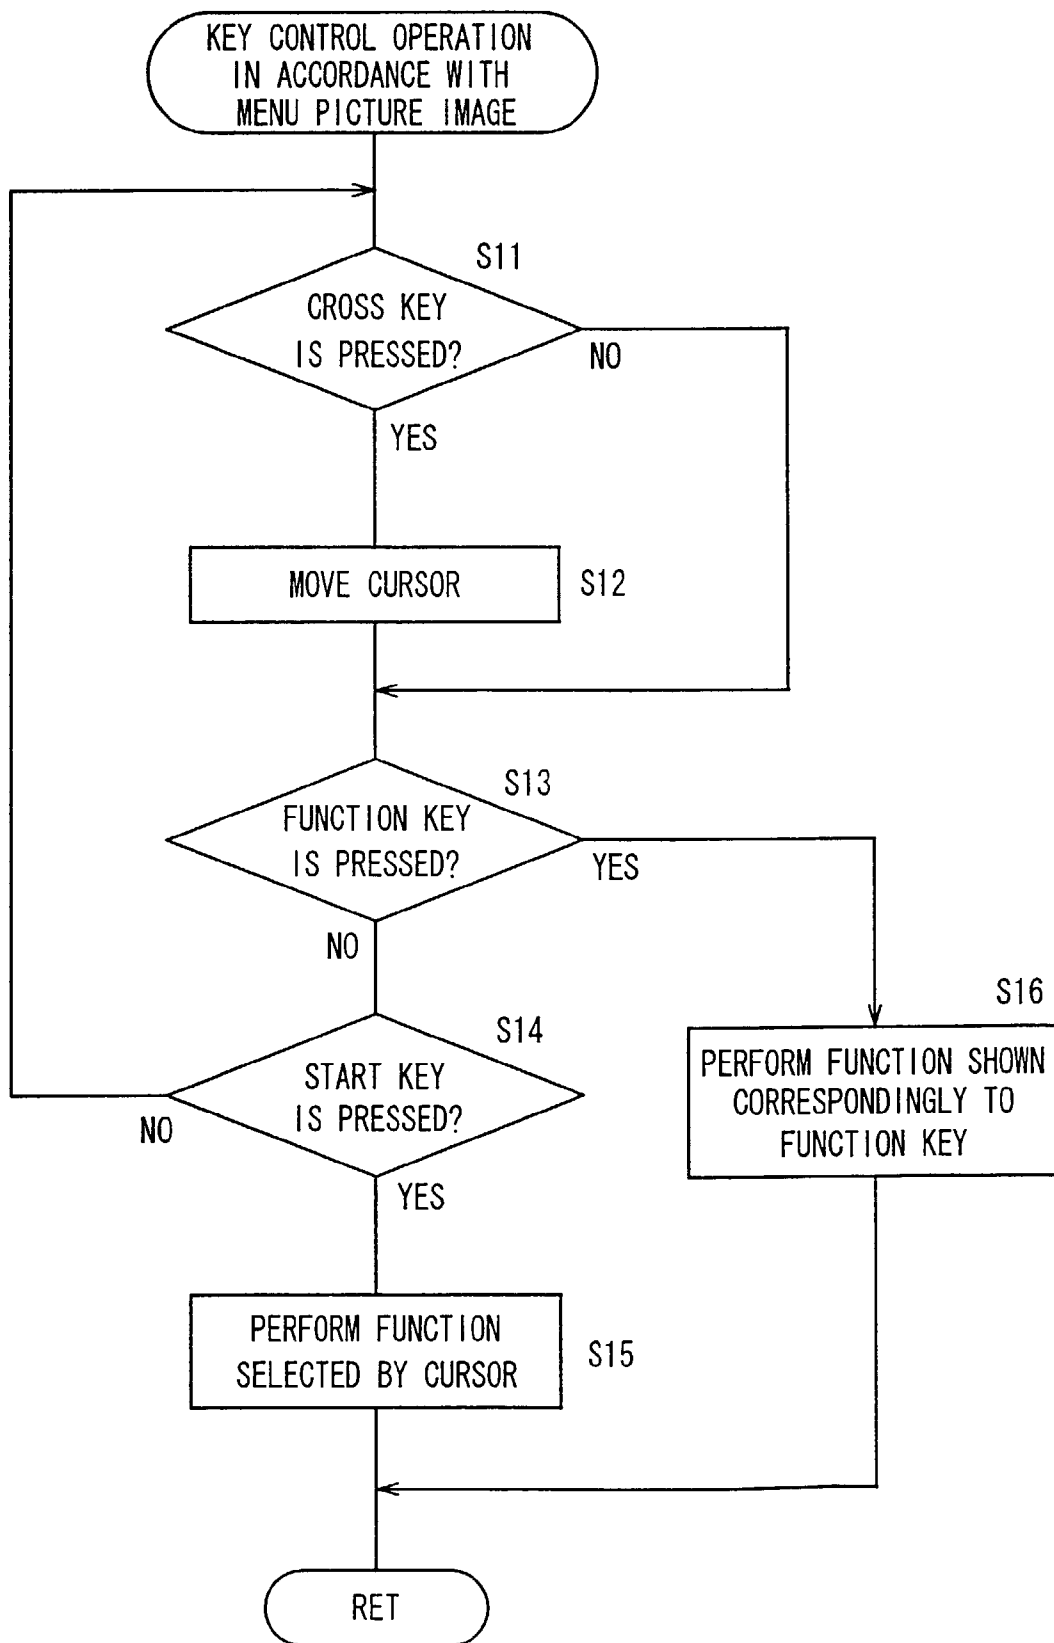 KEY CONTROL OPERATION
IN ACCORDANCE WITH
MENU PICTURE IMAGE
S11
CROSS KEY
IS PRESSED?
NO
YES
MOVE CURSOR
S12
S13
FUNCTION KEY
IS PRESSED?
YES
NO
S16
S14
PERFORM FUNCTION SHOWN
CORRESPONDINGLY TO
FUNCTION KEY
START KEY
IS PRESSED?
NO
YES
PERFORM FUNCTION
SELECTED BY CURSOR
S15
RET